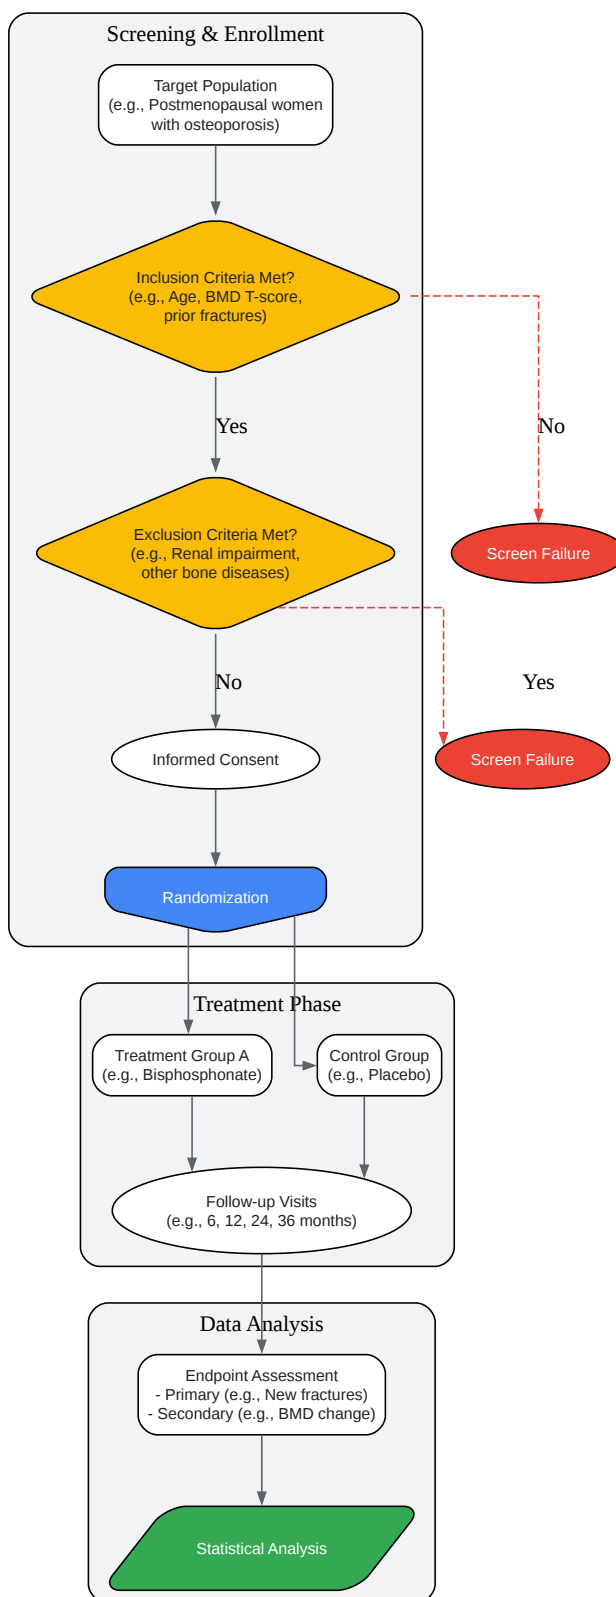 Screening & Enrollment
Target Population
(e.g., Postmenopausal women
with osteoporosis)
Inclusion Criteria Met?
(e.g., Age, BMD T-score,
prior fractures)
Yes
No
Exclusion Criteria Met?
(e.g., Renal impairment,
other bone diseases)
Screen Failure
No
Yes
Informed Consent
Screen Failure
Randomization
Treatment Phase
Treatment Group A
(e.g., Bisphosphonate)
Control Group
(e.g., Placebo)
Follow-up Visits
(e.g., 6, 12, 24, 36 months)
Data Analysis
Endpoint Assessment
- Primary (e.g., New fractures)
- Secondary (e.g., BMD change)
Statistical Analysis